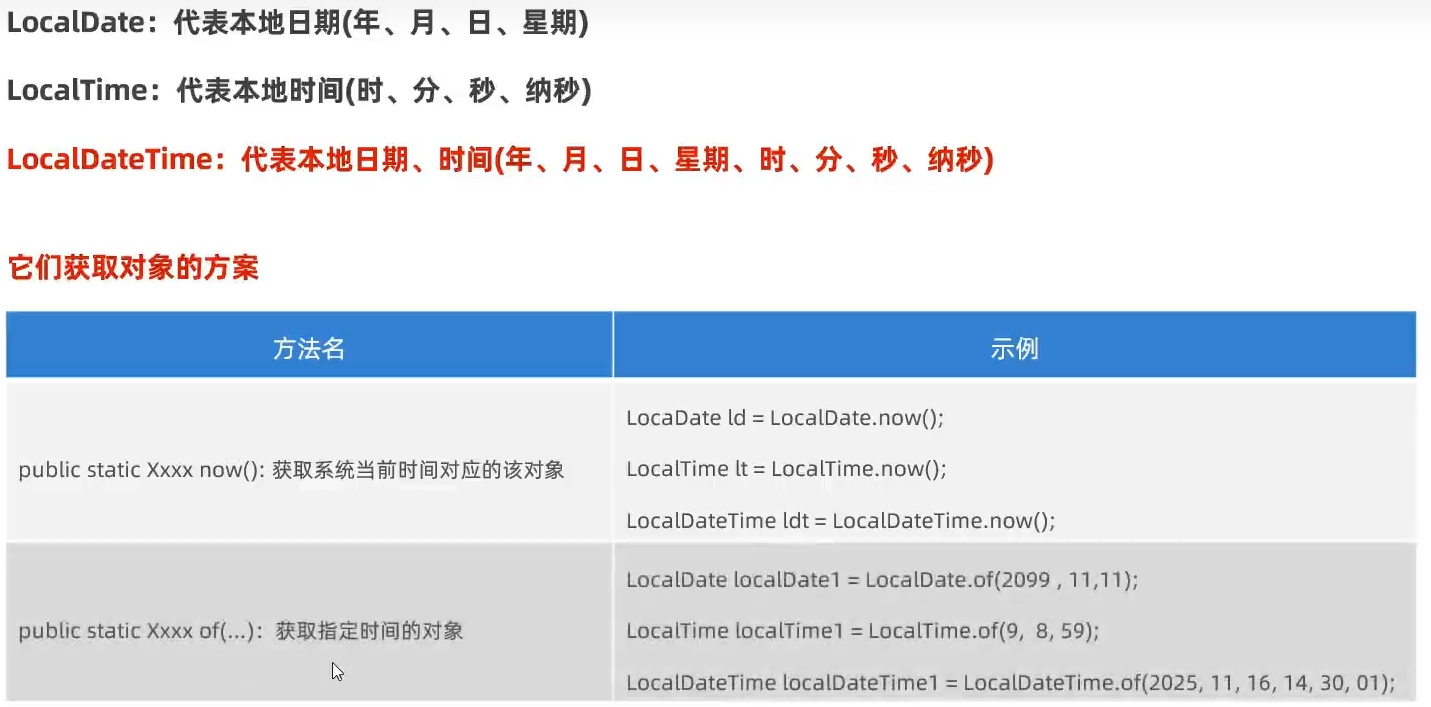 LocalDate：代表本地日期(年、月、日、星期)
LocalTime：代表本地时间(时、分、秒、纳秒)
LocalDateTime：代表本地日期、时间(年、月、日、星期、时、分、秒、纳秒)
它们获取对象的方案
方法名
示例
public static Xxxx now(): 获取系统当前时间对应的该对象
LocaDate ld = LocalDate.now();
LocalTime lt = LocalTime.now();
LocalDateTime ldt = LocalDateTime.now();
public static Xxxx of(...)：获取指定时间的对象
LocalDate localDate1 = LocalDate.of(2099 , 11,11);
LocalTime localTime1 = LocalTime.of(9,  8, 59);
LocalDateTime localDateTime1 = LocalDateTime.of(2025, 11, 16, 14, 30, 01);